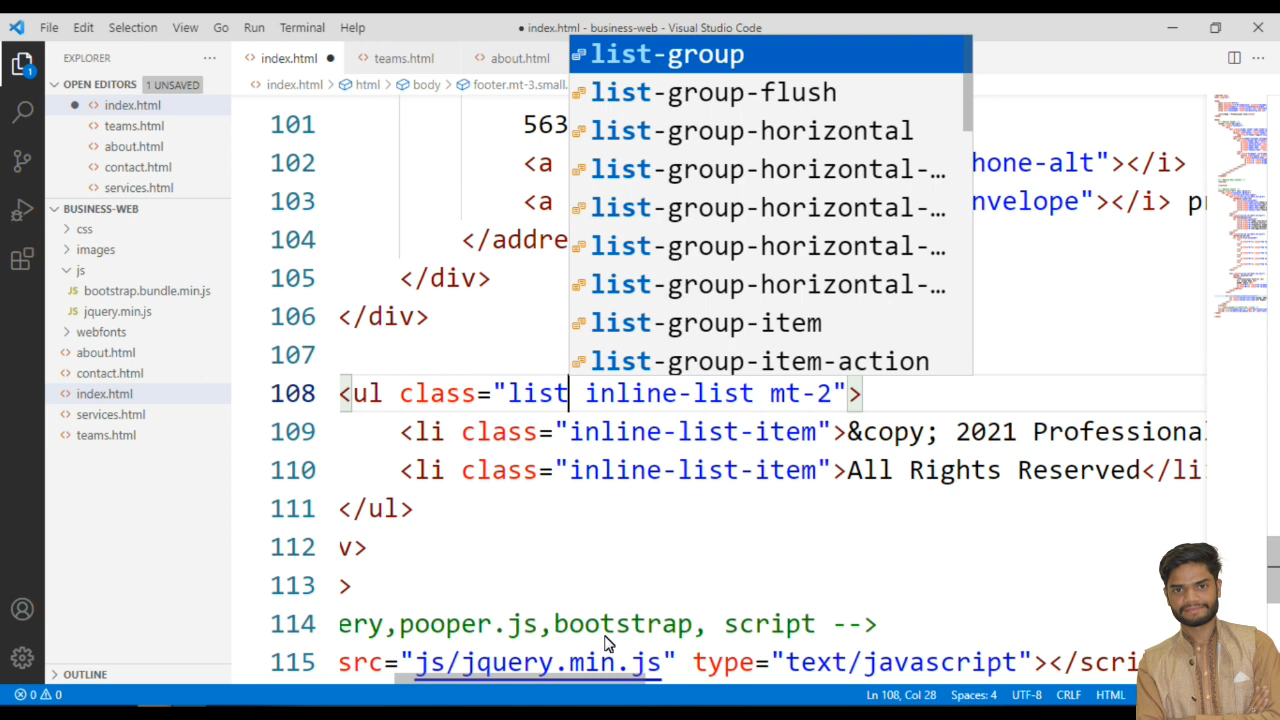 File Edit Selection View Go Run Terminal Help
● index.html - business-web - Visual Studio Code
EXPLORER
index.html
teams.html
about.html
OPEN EDITORS 1 UNSAVED
index.html
teams.html
about.html
contact.html
services.html
BUSINESS-WEB
css
images
js
bootstrap.bundle.min.js
jquery.min.js
webfonts
about.html
contact.html
index.html
services.html
teams.html
OUTLINE
index.html > html > body > footer.mt-3.small.
list-group
list-group-flush
list-group-horizontal
list-group-horizontal-…
list-group-horizontal-…
list-group-horizontal-…
list-group-horizontal-…
list-group-item
list-group-item-action
101 563
102 <a hone-alt"></i>
103 <a nvelope"></i> pr
104 </addre
105 </div>
106 </div>
107
108 <ul class="list inline-list mt-2">
109 <li class="inline-list-item">&copy; 2021 Professiona
110 <li class="inline-list-item">All Rights Reserved</li
111 </ul>
112 v>
113 >
114 ery,pooper.js,bootstrap, script -->
115 src="js/jquery.min.js" type="text/javascript"></scri
0 0 Ln 108, Col 28 Spaces: 4 UTF-8 CRLF HTML